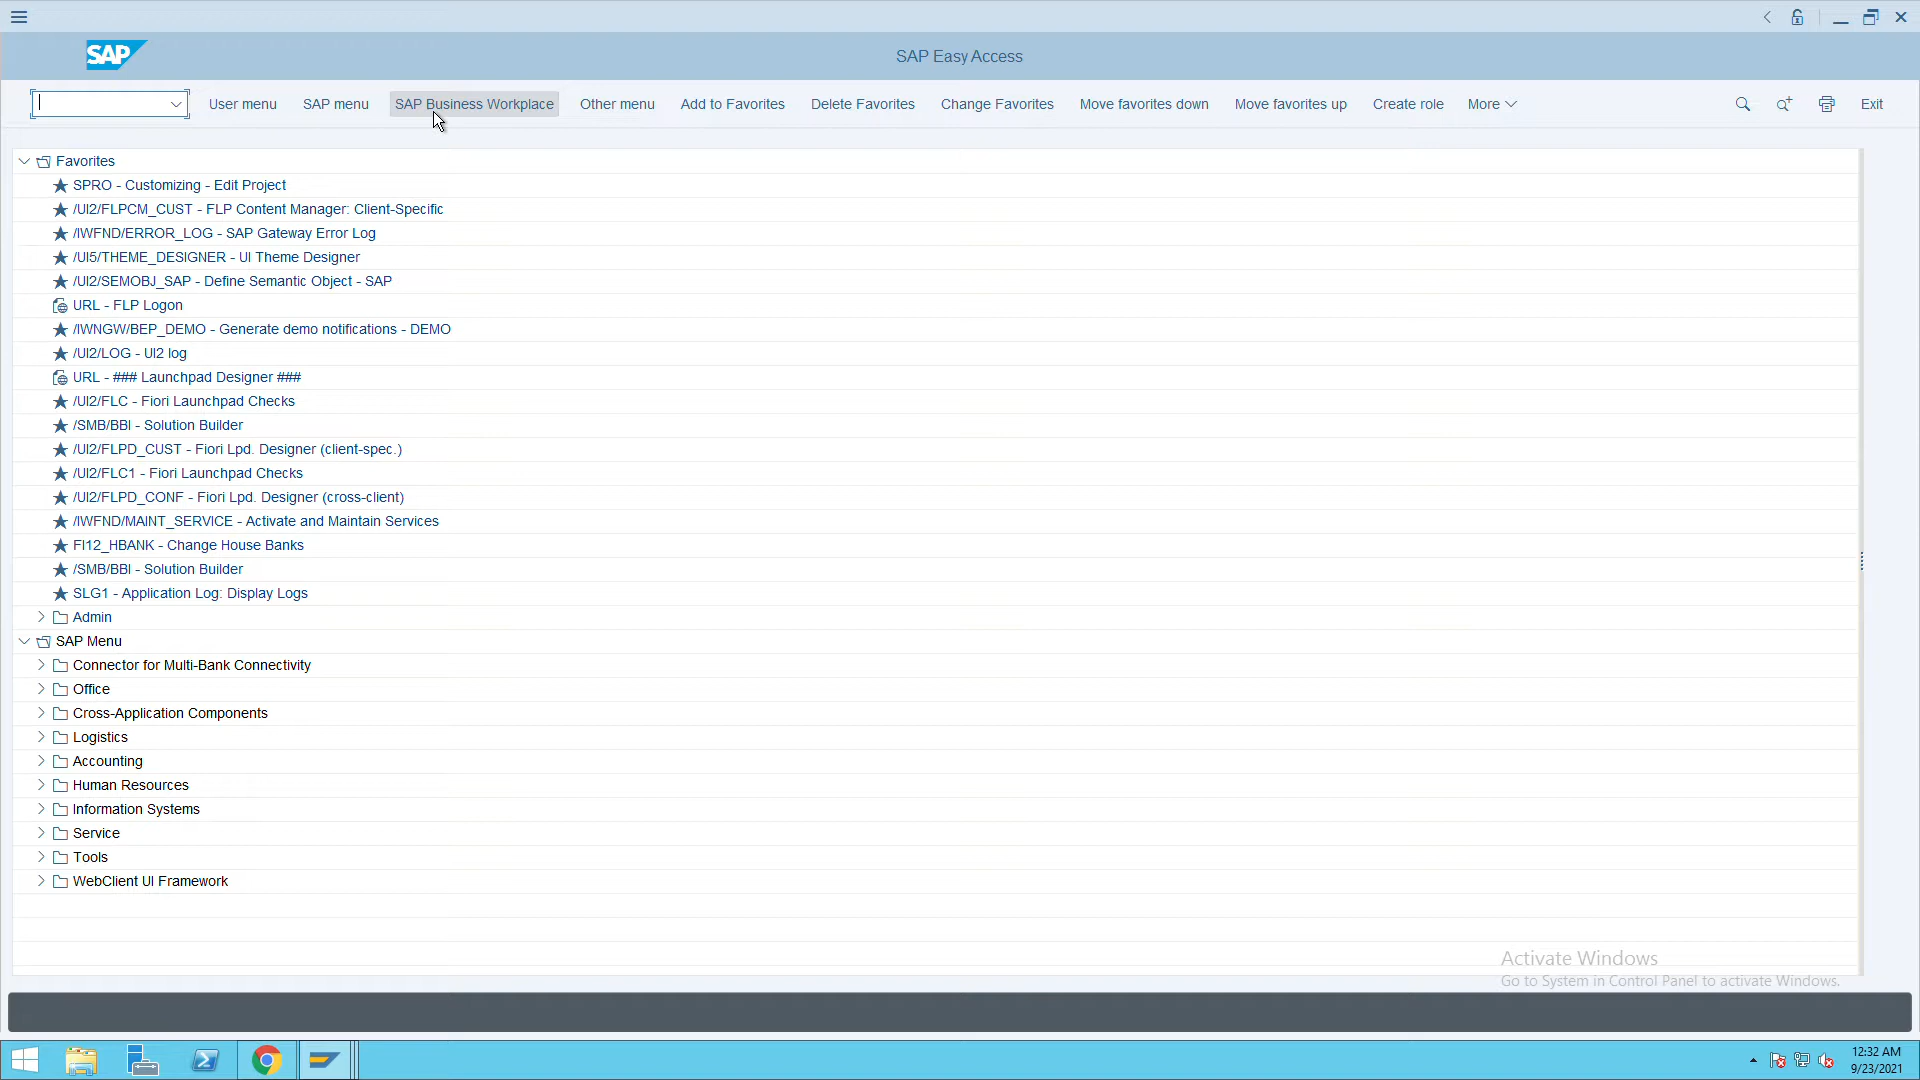 SAP
SAP Easy Access
User menu SAP menu SAP Business Workplace Other menu Add to Favorites Delete Favorites Change Favorites Move favorites down Move favorites up Create role More Exit
Favorites
SPRO - Customizing - Edit Project
/UI2/FLPCM_CUST - FLP Content Manager: Client-Specific
/IWFND/ERROR_LOG - SAP Gateway Error Log
/UI5/THEME_DESIGNER - UI Theme Designer
/UI2/SEMOBJ_SAP - Define Semantic Object - SAP
URL - FLP Logon
/IWNGW/BEP_DEMO - Generate demo notifications - DEMO
/UI2/LOG - UI2 log
URL - ### Launchpad Designer ###
/UI2/FLC - Fiori Launchpad Checks
/SMB/BBI - Solution Builder
/UI2/FLPD_CUST - Fiori Lpd. Designer (client-spec.)
/UI2/FLC1 - Fiori Launchpad Checks
/UI2/FLPD_CONF - Fiori Lpd. Designer (cross-client)
/IWFND/MAINT_SERVICE - Activate and Maintain Services
FI12_HBANK - Change House Banks
/SMB/BBI - Solution Builder
SLG1 - Application Log: Display Logs
Admin
SAP Menu
Connector for Multi-Bank Connectivity
Office
Cross-Application Components
Logistics
Accounting
Human Resources
Information Systems
Service
Tools
WebClient UI Framework
Activate Windows
Go to System in Control Panel to activate Windows.
12:32 AM
9/23/2021